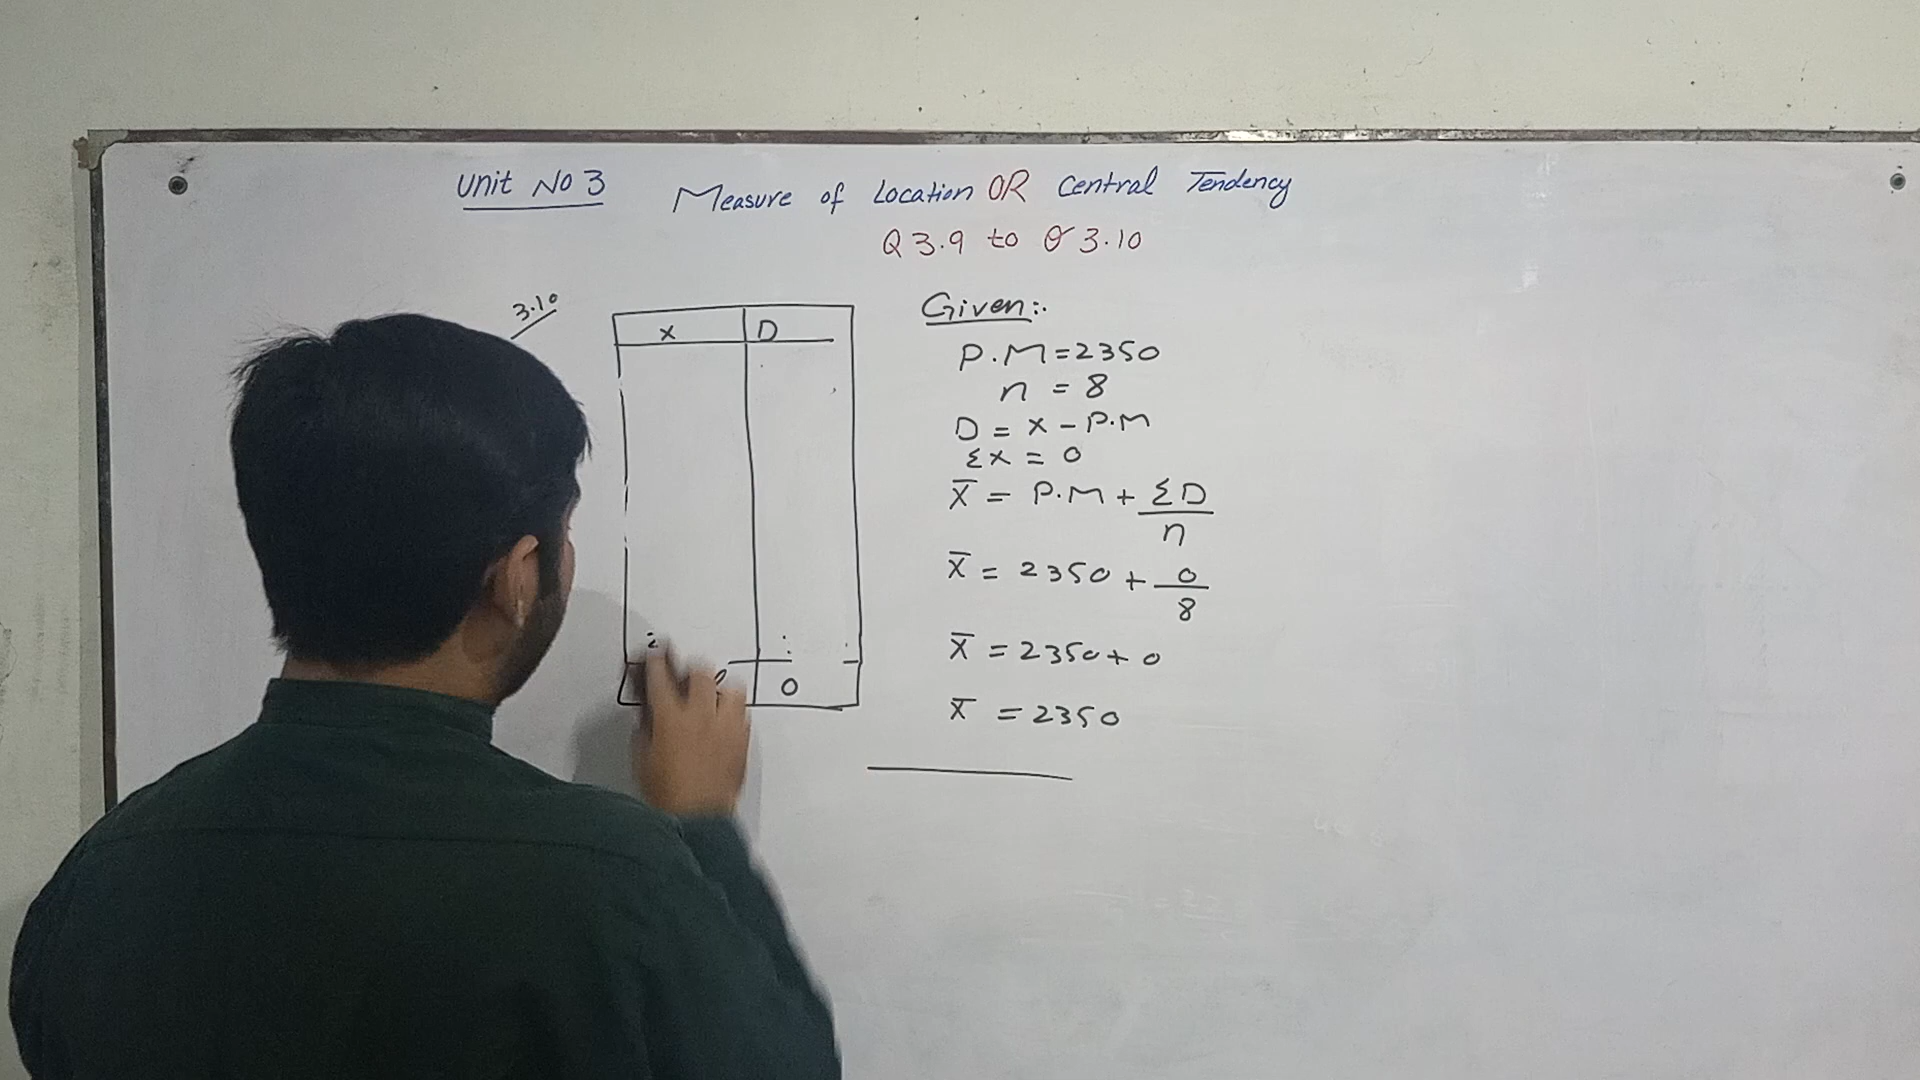 Unit No 3 Measure of Location OR Central Tendency
Q 3.9 to Q 3.10
3.10
x D
0
Given:.
P.M=2350
n = 8
D = x - P.M
Σx = 0
X̅ = P.M + ΣD/n
X̅ = 2350 + 0/8
X̅ = 2350 + 0
X̅ = 2350